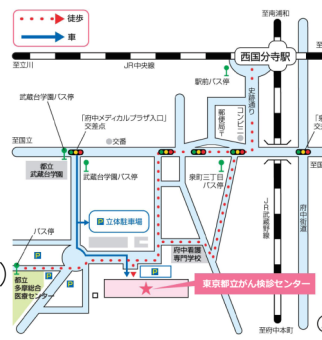 徒歩
車
至南浦和
西国分寺駅
至立川
JR中央線
駅前バス停
史跡通り
武蔵台学園バス停
「府中メディカルプラザ入口」
交差点
交番
郵便局〒
コンビニ
至国立
都立
武蔵台学園
武蔵台学園バス停
泉町三丁目
バス停
JR武蔵野線
府中街道
P 立体駐車場
バス停
P
府中看護
専門学校
P
都立
多摩総合
医療センター
P
P
東京都立がん検診センター
至府中本町